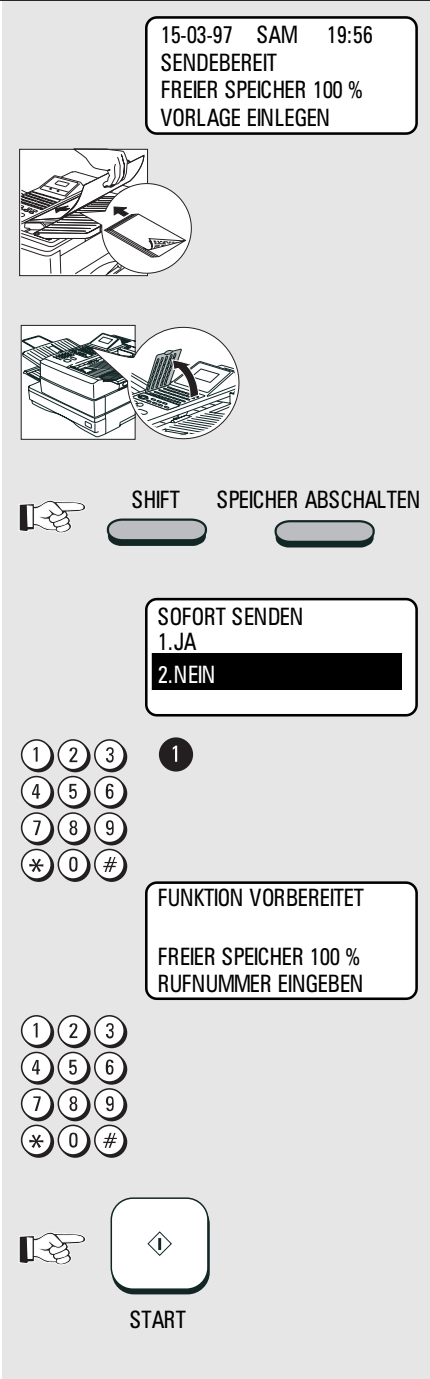 15-03-97 SAM 19:56
SENDEBEREIT
FREIER SPEICHER 100 %
VORLAGE EINLEGEN
SHIFT SPEICHER ABSCHALTEN
SOFORT SENDEN
1.JA
2.NEIN
1 2 3 1
4 5 6
7 8 9
* 0 #
FUNKTION VORBEREITET
FREIER SPEICHER 100 %
RUFNUMMER EINGEBEN
1 2 3
4 5 6
7 8 9
* 0 #
START